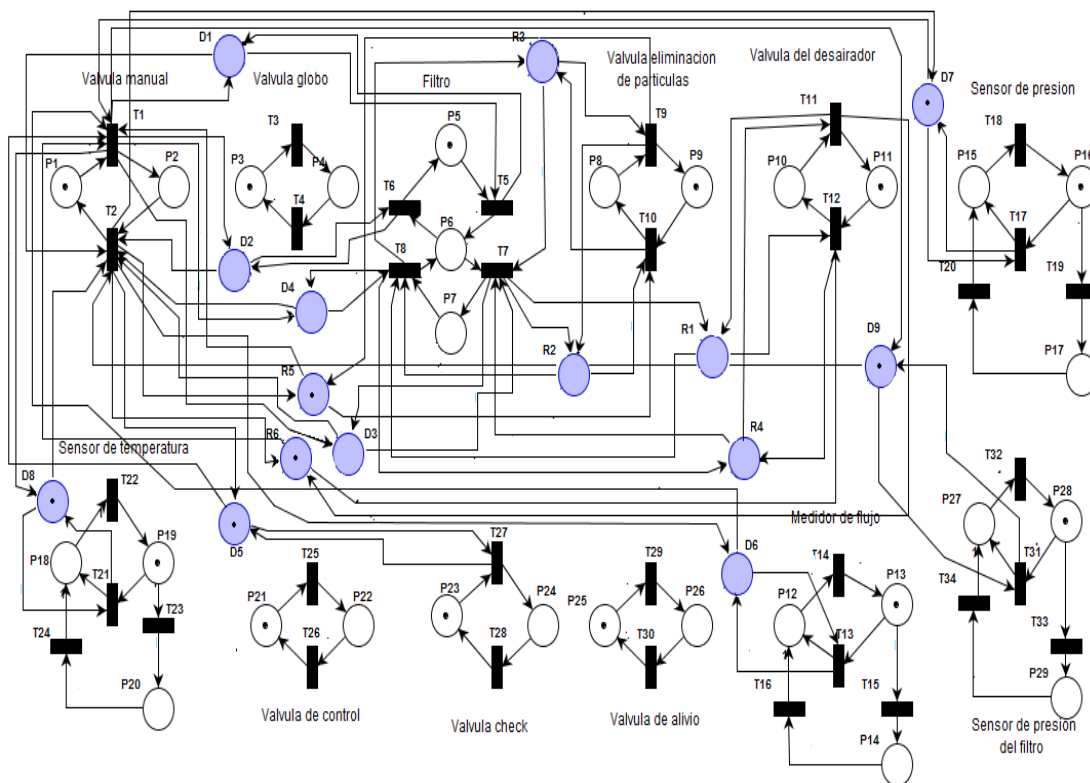 D1
R3
Valvula manual
Valvula globo
Filtro
Valvula eliminacion
de particulas
Valvula del desairador
D7
Sensor de presion
T1
T3
P5
T9
T11
T18
P1
P2
P3
P4
P8
P9
P10
P11
P15
P16
T2
T4
T6
T5
P6
T10
T12
T17
D2
T8
T7
T20
T19
D4
P7
R1
D9
P17
R2
R5
Sensor de temperatura
R6
D3
R4
T32
D8
T22
P27
P28
P18
P19
D5
T27
Medidor de flujo
D6
T14
T31
T21
T25
T29
P12
P13
T34
T23
P21
P22
P23
P24
P25
P26
T33
T24
T26
T28
T30
T13
P29
P20
T16
T15
Valvula de control
Valvula check
Valvula de alivio
P14
Sensor de presion
del filtro